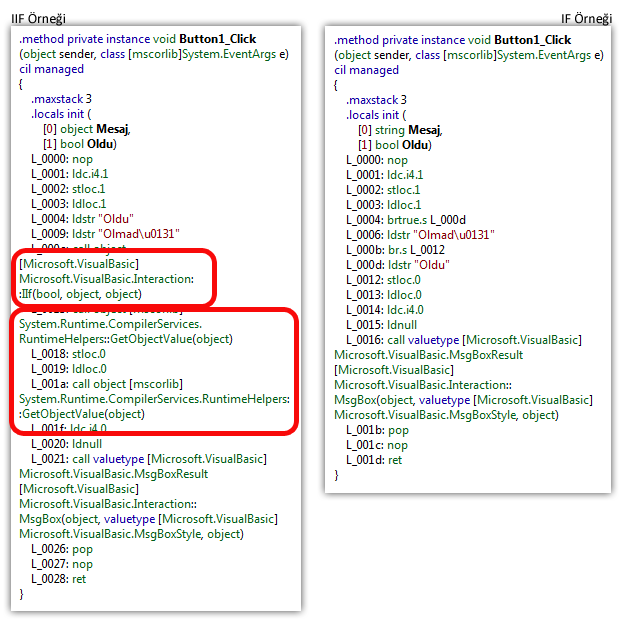 IIF Örneği
.method private instance void Button1_Click
(object sender, class [mscorlib]System.EventArgs e)
cil managed
{
.maxstack 3
.locals init (
[0] object Mesaj,
[1] bool Oldu)
L_0000: nop
L_0001: ldc.i4.1
L_0002: stloc.1
L_0003: ldloc.1
L_0004: ldstr "Oldu"
L_0009: ldstr "Olmad\u0131"
L_000e: call object
[Microsoft.VisualBasic]
Microsoft.VisualBasic.Interaction:
:IIf(bool, object, object)
call object [mscorlib]
System.Runtime.CompilerServices.
RuntimeHelpers::GetObjectValue(object)
L_0018: stloc.0
L_0019: ldloc.0
L_001a: call object [mscorlib]
System.Runtime.CompilerServices.RuntimeHelpers:
:GetObjectValue(object)
L_001f: ldc.i4.0
L_0020: ldnull
L_0021: call valuetype [Microsoft.VisualBasic]
Microsoft.VisualBasic.MsgBoxResult
[Microsoft.VisualBasic]
Microsoft.VisualBasic.Interaction::
MsgBox(object, valuetype [Microsoft.VisualBasic]
Microsoft.VisualBasic.MsgBoxStyle, object)
L_0026: pop
L_0027: nop
L_0028: ret
}
IF Örneği
.method private instance void Button1_Click
(object sender, class [mscorlib]System.EventArgs e)
cil managed
{
.maxstack 3
.locals init (
[0] string Mesaj,
[1] bool Oldu)
L_0000: nop
L_0001: ldc.i4.1
L_0002: stloc.1
L_0003: ldloc.1
L_0004: brtrue.s L_000d
L_0006: ldstr "Olmad\u0131"
L_000b: br.s L_0012
L_000d: ldstr "Oldu"
L_0012: stloc.0
L_0013: ldloc.0
L_0014: ldc.i4.0
L_0015: ldnull
L_0016: call valuetype [Microsoft.VisualBasic]
Microsoft.VisualBasic.MsgBoxResult
[Microsoft.VisualBasic]
Microsoft.VisualBasic.Interaction::
MsgBox(object, valuetype [Microsoft.VisualBasic]
Microsoft.VisualBasic.MsgBoxStyle, object)
L_001b: pop
L_001c: nop
L_001d: ret
}